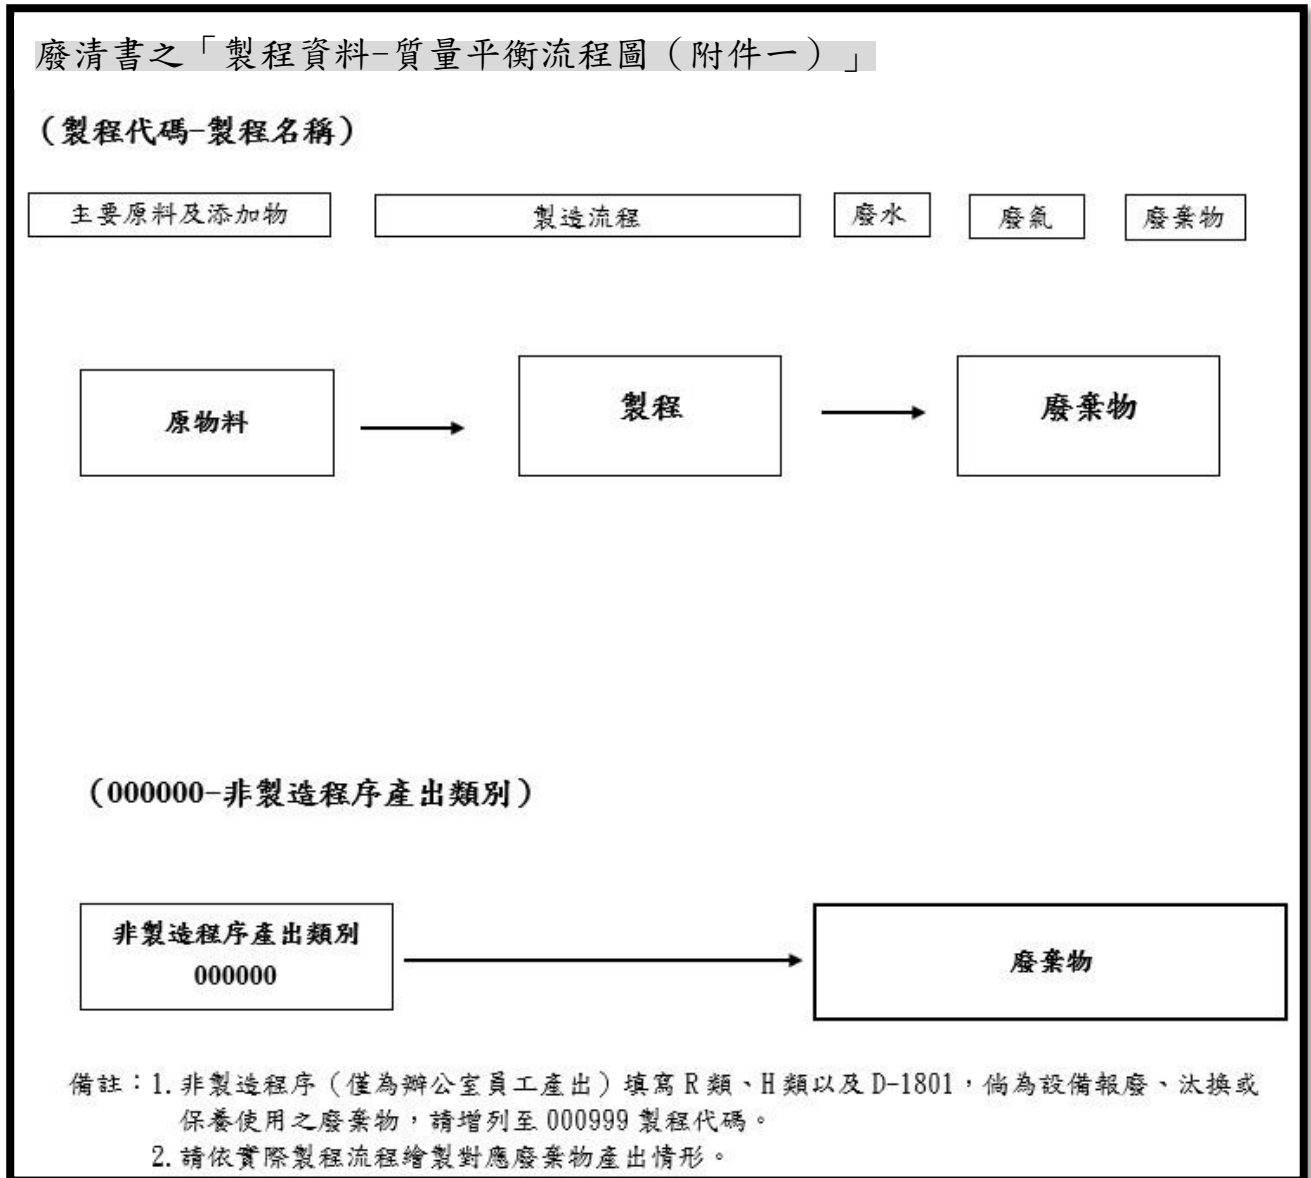 廢清書之「製程資料-質量平衡流程圖（附件一）」
（製程代碼-製程名稱）
主要原料及添加物
製造流程
廢水
廢氣
廢棄物
原物料
製程
廢棄物
（000000-非製造程序產出類別）
非製造程序產出類別
000000
廢棄物
備註：1.非製造程序（僅為辦公室員工產出）填寫 R 類、H 類以及 D-1801，倘為設備報廢、汰換或
保養使用之廢棄物，請增列至 000999 製程代碼。
2.請依實際製程流程繪製對應廢棄物產出情形。